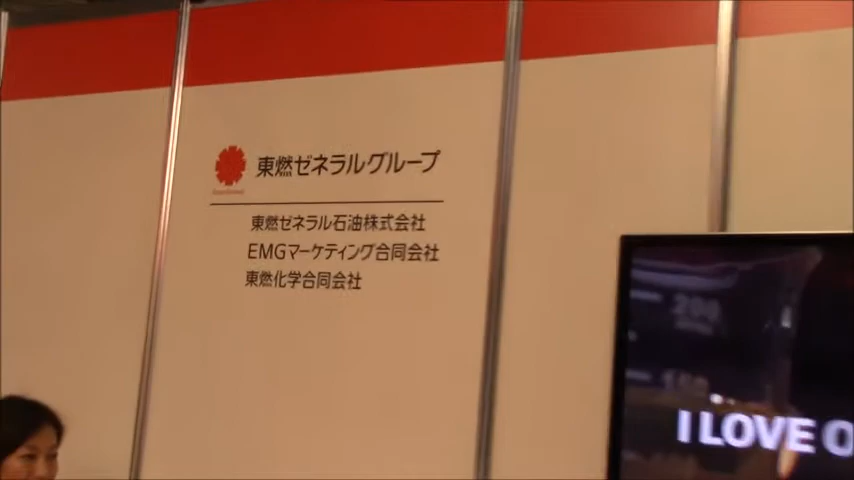 東燃ゼネラルグループ
東燃ゼネラル石油株式会社
EMGマーケティング合同会社
東燃化学合同会社
200
I LOVE O